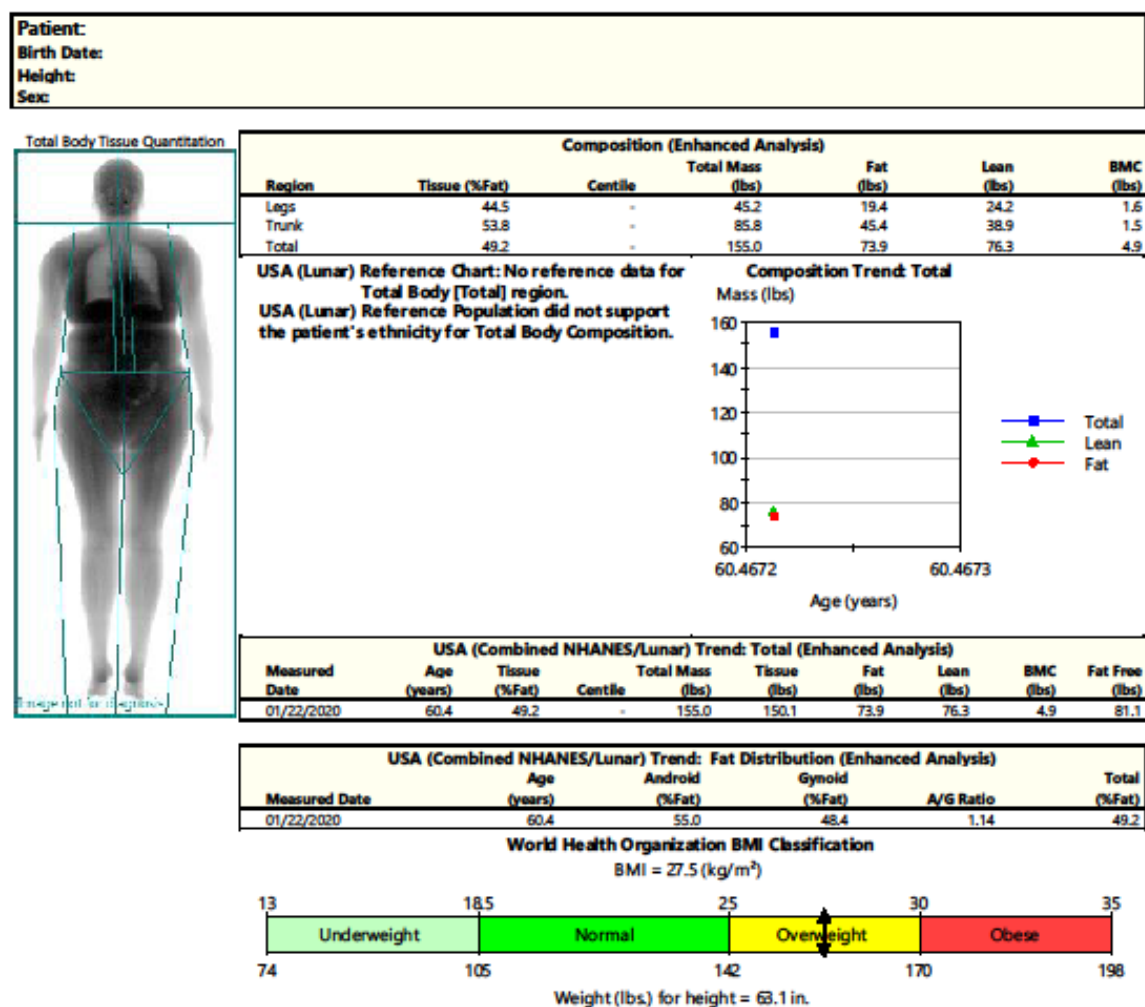 Patient:
Birth Date:
Height:
Sex:
Total Body Tissue Quantitation
Image not for diagnosis
Composition (Enhanced Analysis)
Region Tissue (%Fat) Centile Total Mass (lbs) Fat (lbs) Lean (lbs) BMC (lbs)
Legs 44.5 - 45.2 19.4 24.2 1.6
Trunk 53.8 - 85.8 45.4 38.9 1.5
Total 49.2 - 155.0 73.9 76.3 4.9
USA (Lunar) Reference Chart: No reference data for
Total Body [Total] region.
USA (Lunar) Reference Population did not support
the patient's ethnicity for Total Body Composition.
Composition Trend: Total
Mass (lbs)
160
140
120
100
80
60
60.4672 60.4673
Age (years)
Total
Lean
Fat
USA (Combined NHANES/Lunar) Trend: Total (Enhanced Analysis)
Measured Age Tissue Total Mass Tissue Fat Lean BMC Fat Free
Date (years) (%Fat) Centile (lbs) (lbs) (lbs) (lbs) (lbs) (lbs)
01/22/2020 60.4 49.2 - 155.0 150.1 73.9 76.3 4.9 81.1
USA (Combined NHANES/Lunar) Trend: Fat Distribution (Enhanced Analysis)
Age Android Gynoid Total
Measured Date (years) (%Fat) (%Fat) A/G Ratio (%Fat)
01/22/2020 60.4 55.0 48.4 1.14 49.2
World Health Organization BMI Classification
BMI = 27.5 (kg/m²)
13 18.5 25 30 35
Underweight Normal Overweight Obese
74 105 142 170 198
Weight (lbs.) for height = 63.1 in.